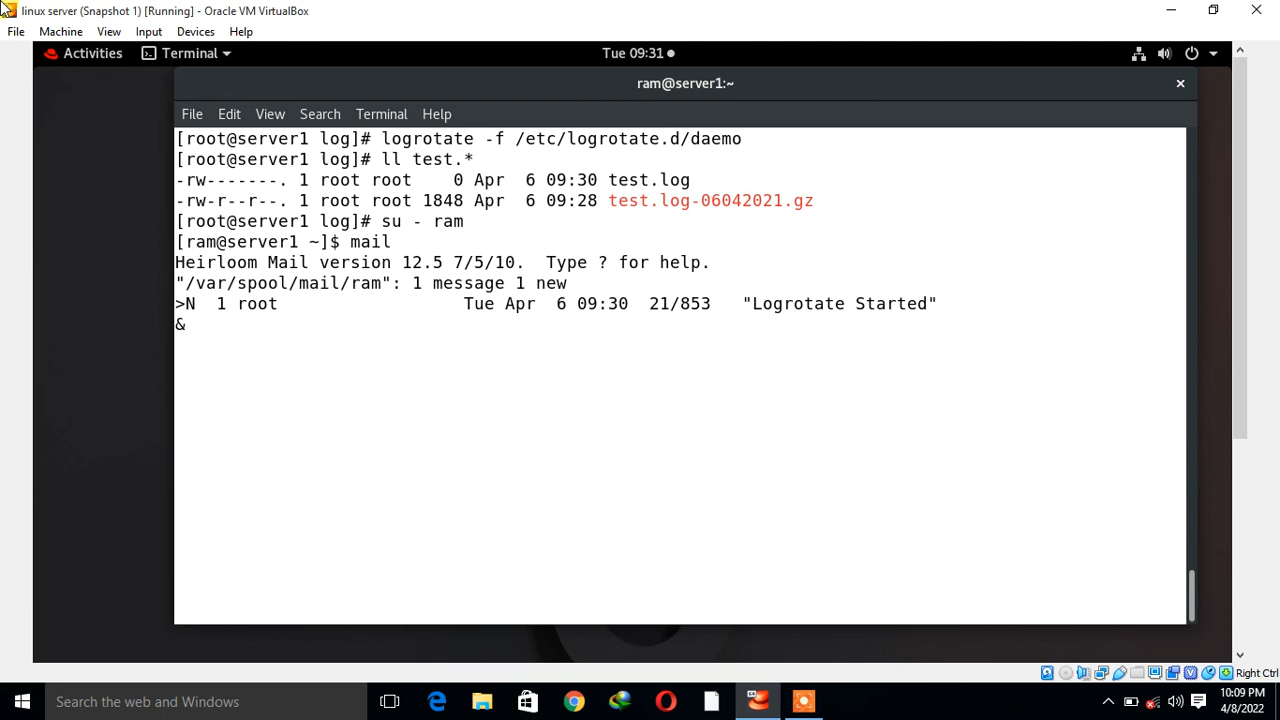 linux server (Snapshot 1) [Running] - Oracle VM VirtualBox
File Machine View Input Devices Help
Activities Terminal Tue 09:31
ram@server1:~
File Edit View Search Terminal Help
[root@server1 log]# logrotate -f /etc/logrotate.d/daemo
[root@server1 log]# ll test.*
-rw-------. 1 root root    0 Apr  6 09:30 test.log
-rw-r--r--. 1 root root 1848 Apr  6 09:28 test.log-06042021.gz
[root@server1 log]# su - ram
[ram@server1 ~]$ mail
Heirloom Mail version 12.5 7/5/10.  Type ? for help.
"/var/spool/mail/ram": 1 message 1 new
>N  1 root                  Tue Apr  6 09:30  21/853   "Logrotate Started"
&
Right Ctrl
Search the web and Windows
10:09 PM
4/8/2022